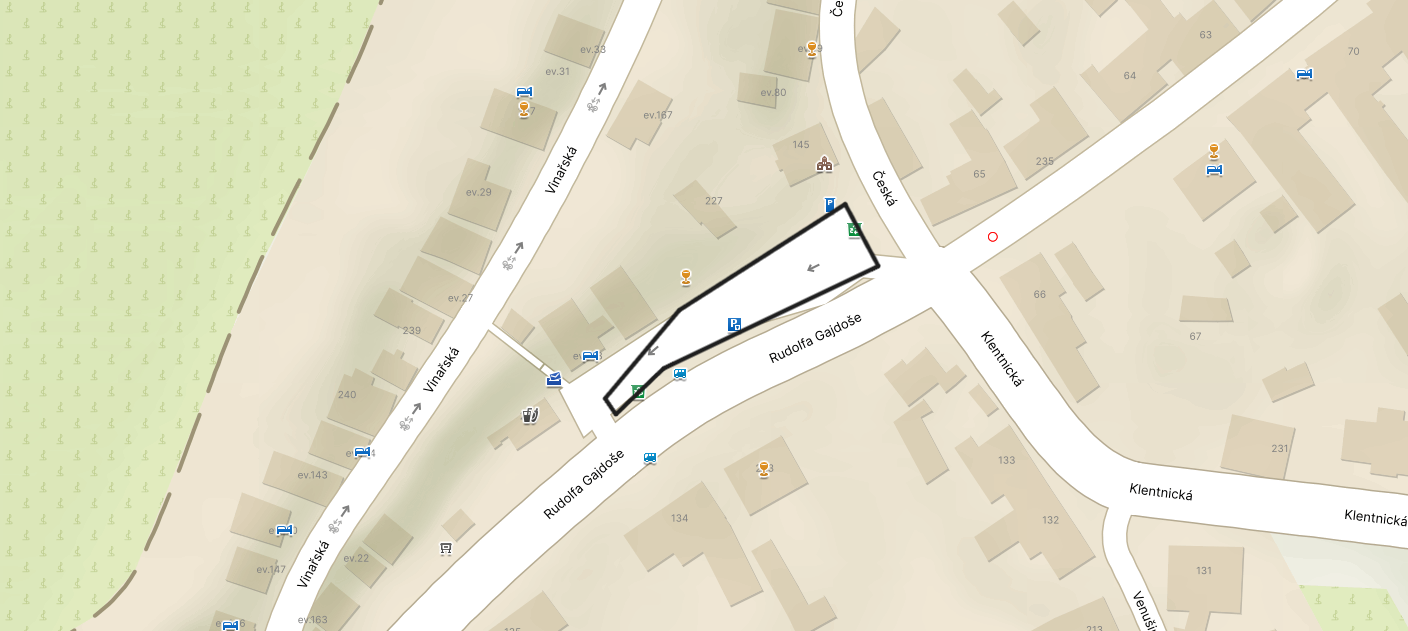 Če
63
70
ev.33
ev.31
64
ev.80
ev.167
145
Vinařská
235
65
Česká
ev.29
227
P
ev.27
66
239
P
67
Rudolfa Gajdoše
Vinařská
Klentnická
240
231
133
ev.143
Rudolfa Gajdoše
Klentnická
Klentnická
134
132
Vinařská
ev.22
ev.147
131
Venuši
ev.163
213